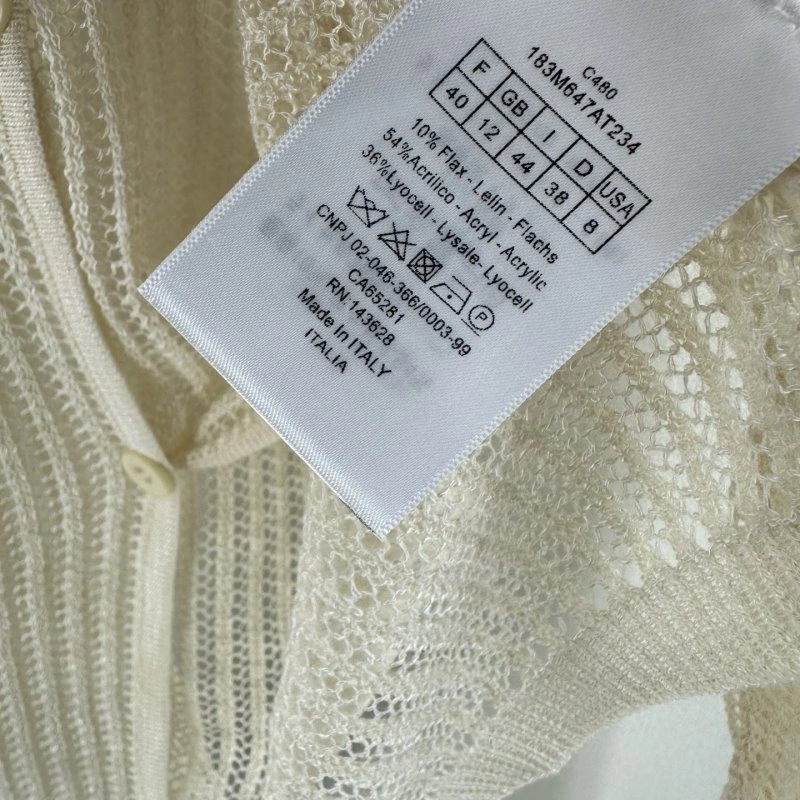 C480
183M647AT234
F GB I D USA
40 12 44 38 8
10% Flax - Lelin - Flachs
54%Acrilico - Acryl - Acrylic
36%Lyocell - Lysale- Lyocell
P
CNPJ 02-046-366/0003-99
CA65281
RN 143628
Made In ITALY
ITALIA